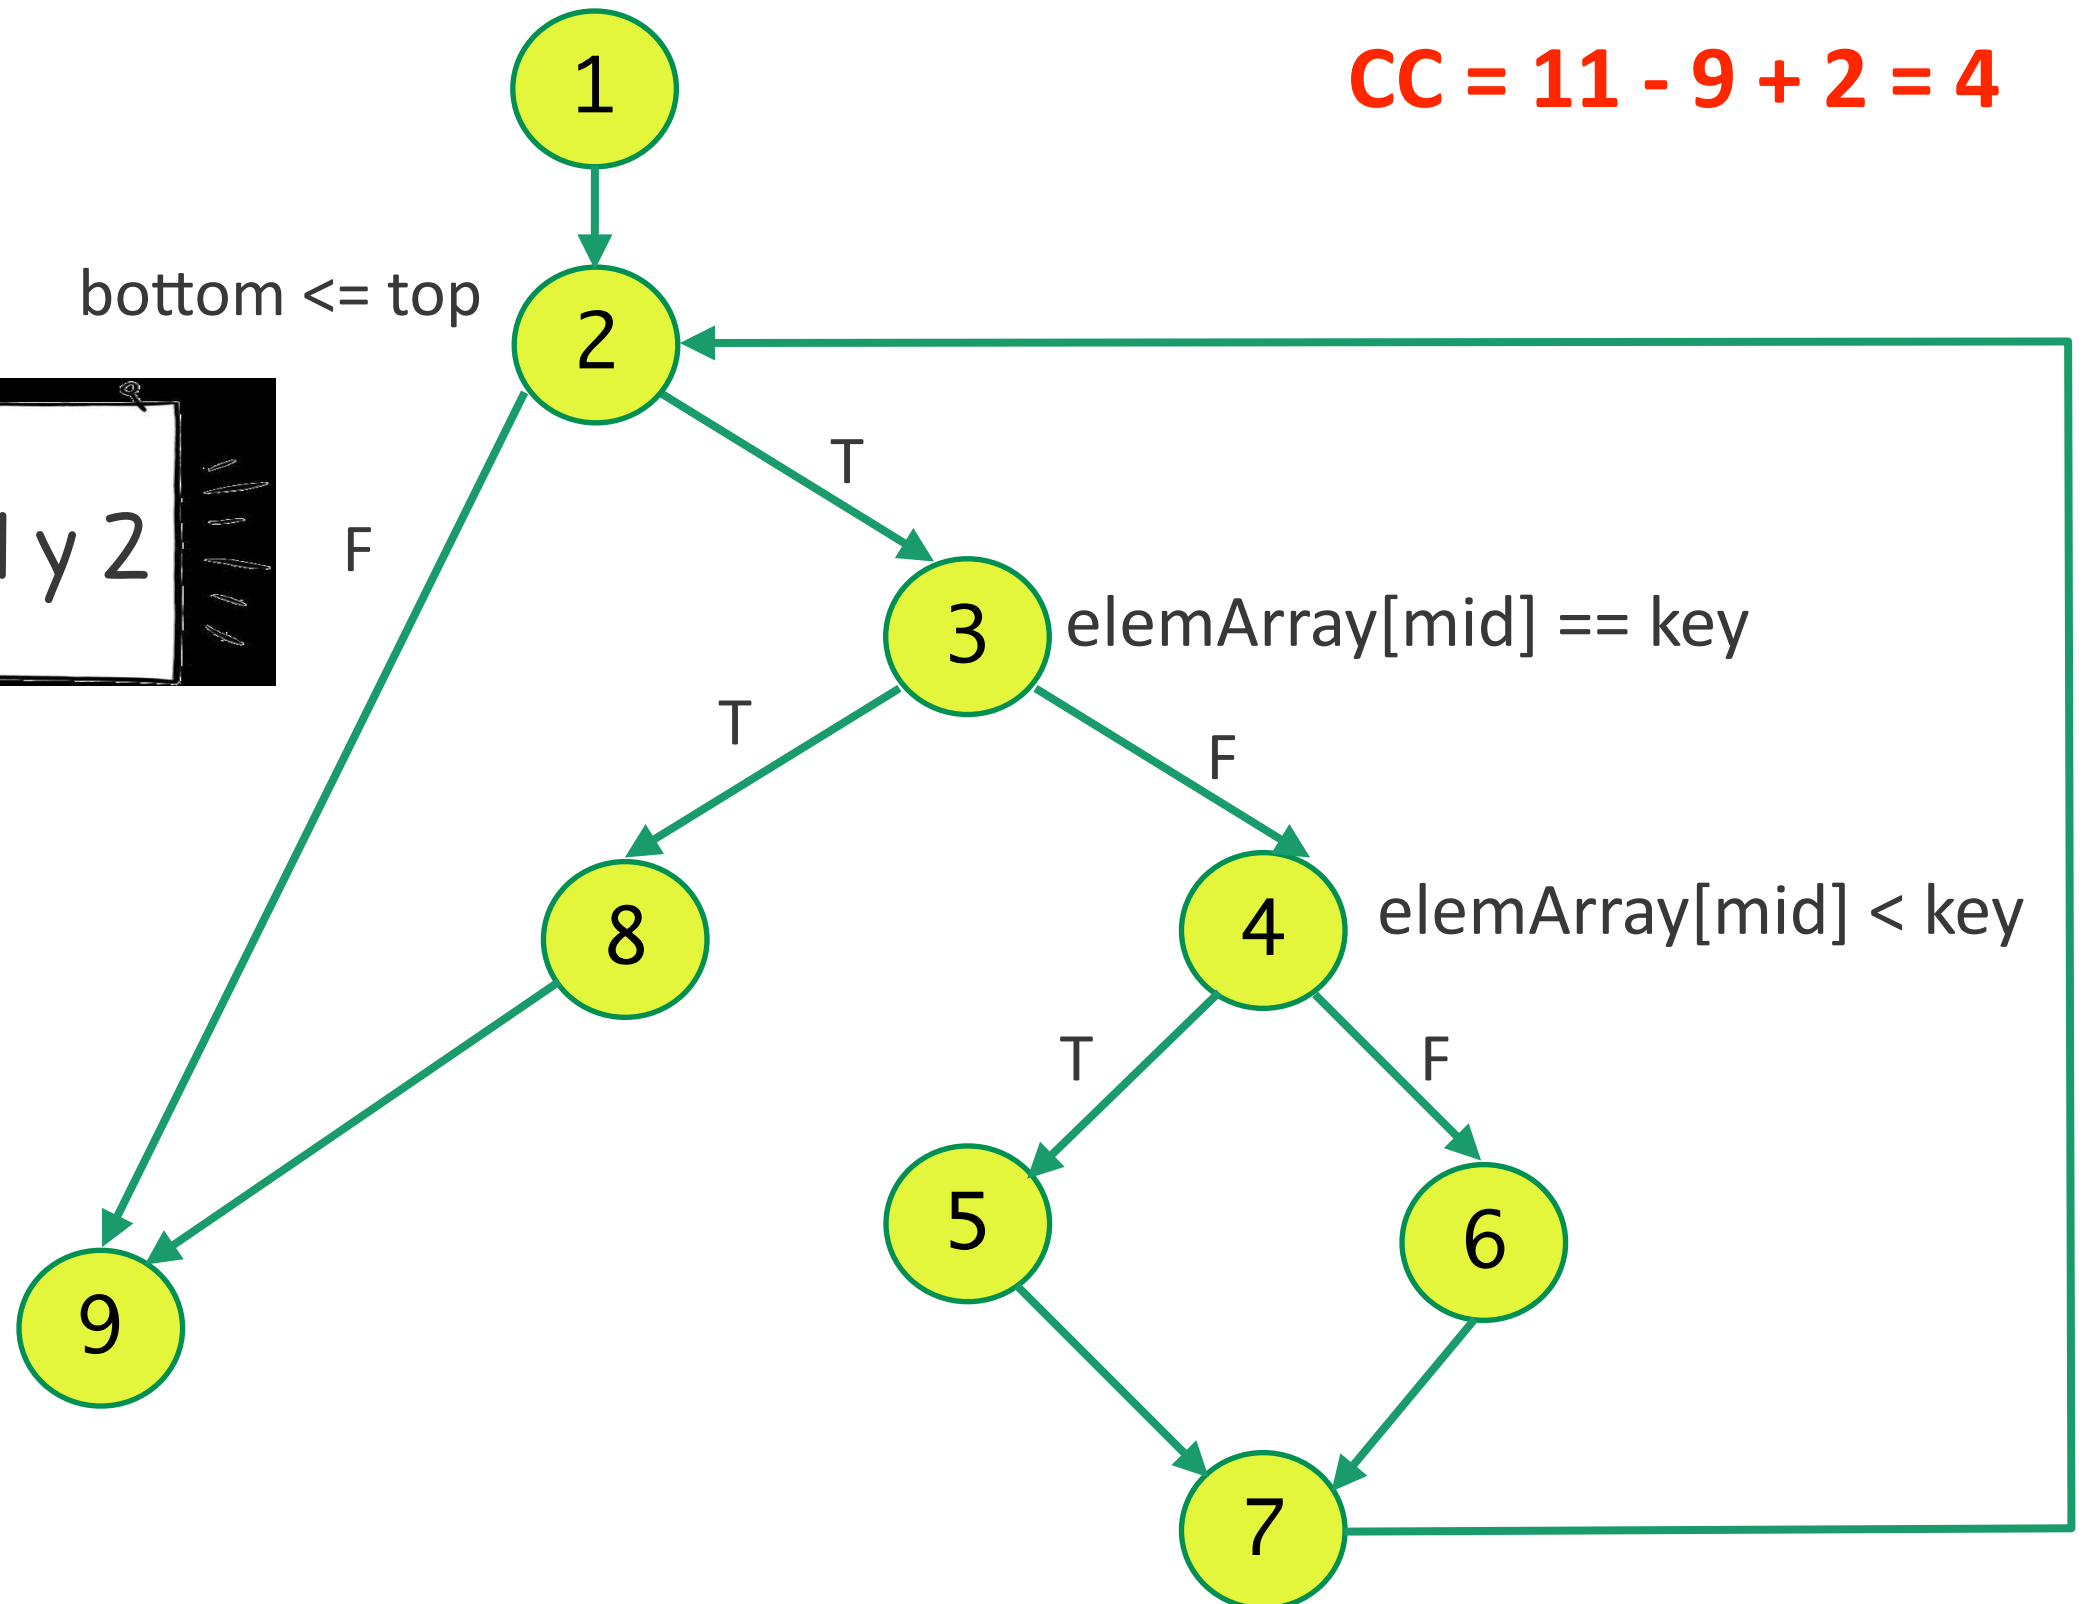 CC = 11 - 9 + 2 = 4
1
bottom <= top
2
T
y 2
F
3
elemArray[mid] == key
T
F
8
4
elemArray[mid] < key
T
F
5
6
9
7